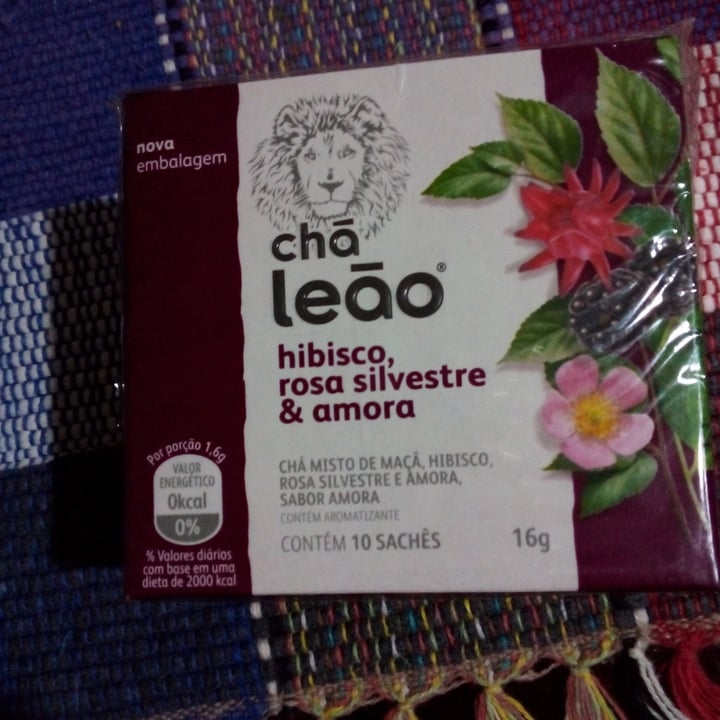 nova
embalagem
chá
leão®
hibisco,
rosa silvestre
& amora
CHÁ MISTO DE MAÇÃ, HIBISCO,
ROSA SILVESTRE E AMORA,
SABOR AMORA
CONTÉM AROMATIZANTE
CONTÉM 10 SACHÊS
16g
Por porção 1,6g
VALOR
ENERGÉTICO
0kcal
0%
% Valores diários
com base em uma
dieta de 2000 kcal